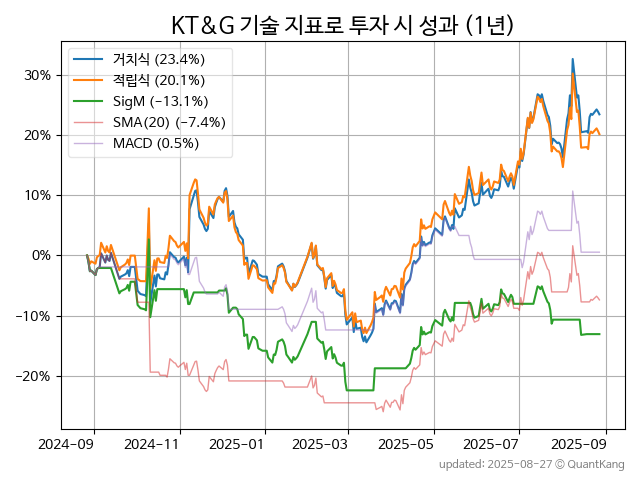 KT&G 기술 지표로 투자 시 성과 (1년)
거치식 (23.4%)
적립식 (20.1%)
SigM (−13.1%)
SMA(20) (−7.4%)
MACD (0.5%)
30%
20%
10%
0%
−10%
−20%
2024-09 2024-11 2025-01 2025-03 2025-05 2025-07 2025-09
updated: 2025-08-27 © QuantKang